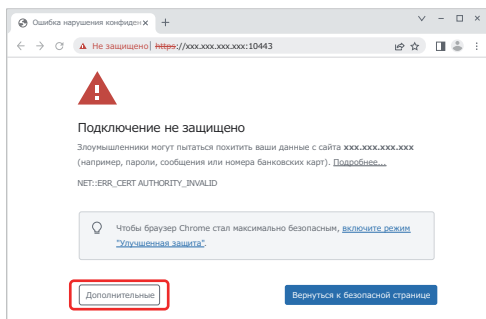 Ошибка нарушения конфиден
Не защищено https://xxx.xxx.xxx.xxx:10443
Подключение не защищено
Злоумышленники могут пытаться похитить ваши данные с сайта xxx.xxx.xxx.xxx
(например, пароли, сообщения или номера банковских карт). Подробнее...
NET::ERR_CERT AUTHORITY_INVALID
Чтобы браузер Chrome стал максимально безопасным, включите режим
"Улучшенная защита".
Дополнительные
Вернуться к безопасной странице